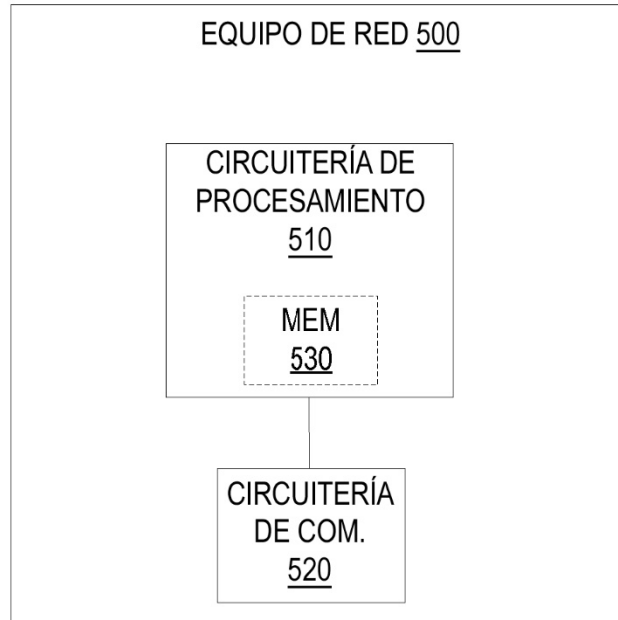 EQUIPO DE RED 500
CIRCUITERÍA DE
PROCESAMIENTO
510
MEM
530
CIRCUITERÍA
DE COM.
520